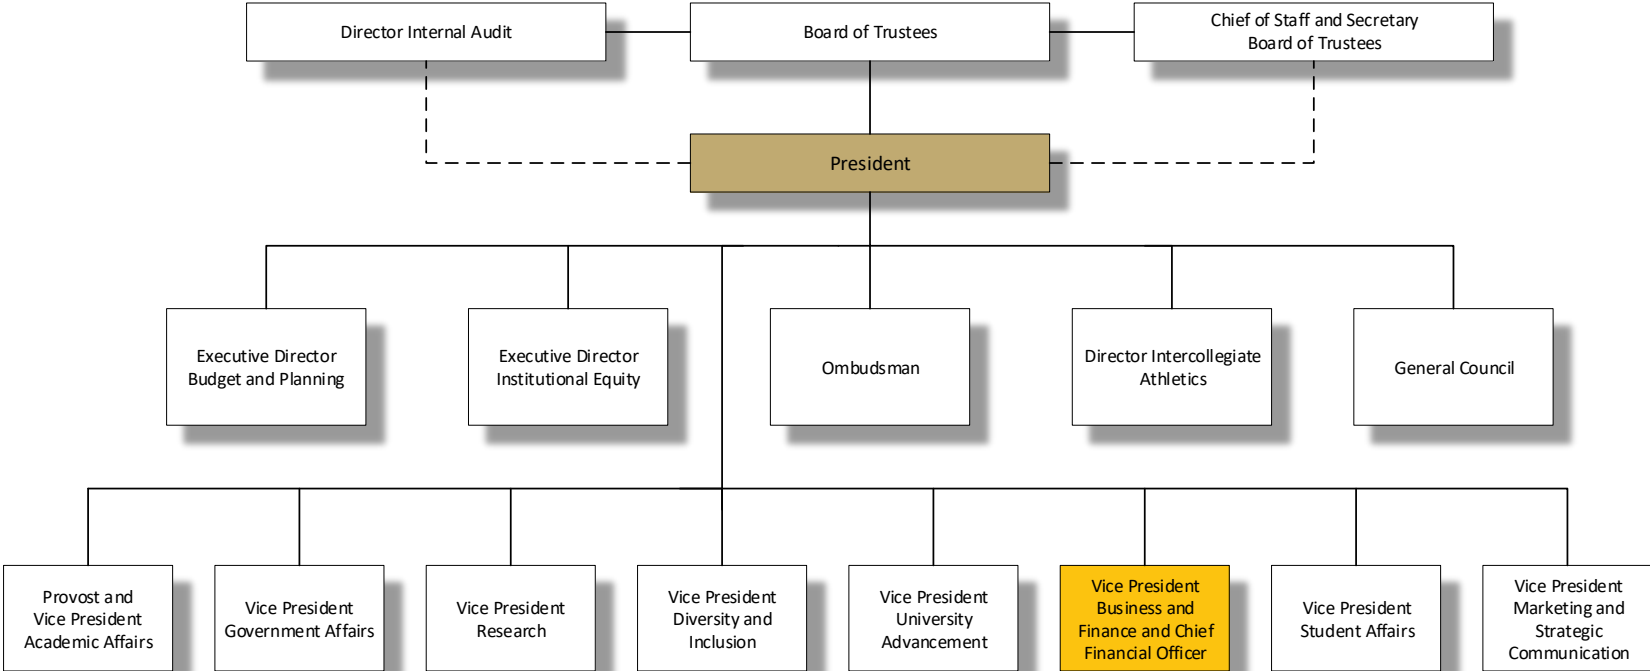 Director Internal Audit
Board of Trustees
Chief of Staff and Secretary
Board of Trustees
President
Executive Director
Budget and Planning
Executive Director
Institutional Equity
Ombudsman
Director Intercollegiate
Athletics
General Council
Provost and
Vice President
Academic Affairs
Vice President
Government Affairs
Vice President
Research
Vice President
Diversity and
Inclusion
Vice President
University
Advancement
Vice President
Business and
Finance and Chief
Financial Officer
Vice President
Student Affairs
Vice President
Marketing and
Strategic
Communication